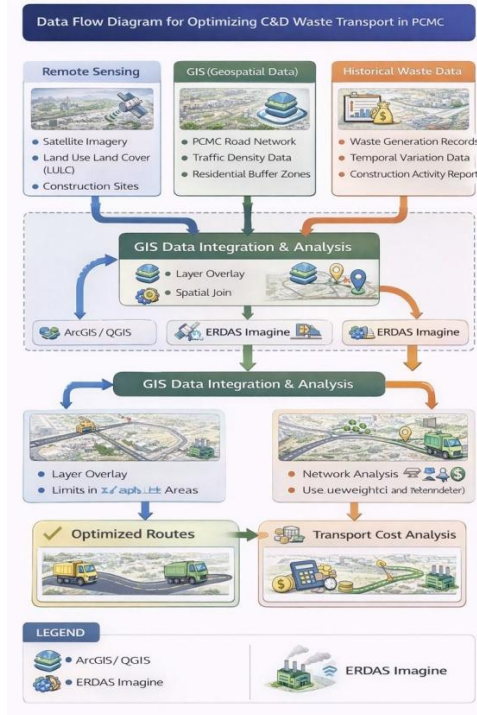 Data Flow Diagram for Optimizing C&D Waste Transport in PCMC
Remote Sensing
Satellite Imagery
Land Use Land Cover
(LULC)
Construction Sites
GIS (Geospatial Data)
PCMC Road Network
Traffic Density Data
Residential Buffer Zones
Historical Waste Data
Waste Generation Records
Temporal Variation Data
Construction Activity Report
GIS Data Integration & Analysis
Layer Overlay
Spatial Join
ArcGIS / QGIS
ERDAS Imagine
ERDAS Imagine
GIS Data Integration & Analysis
Layer Overlay
Limits in Areas
Network Analysis
and
Optimized Routes
Transport Cost Analysis
LEGEND
ArcGIS / QGIS
ERDAS Imagine
ERDAS Imagine